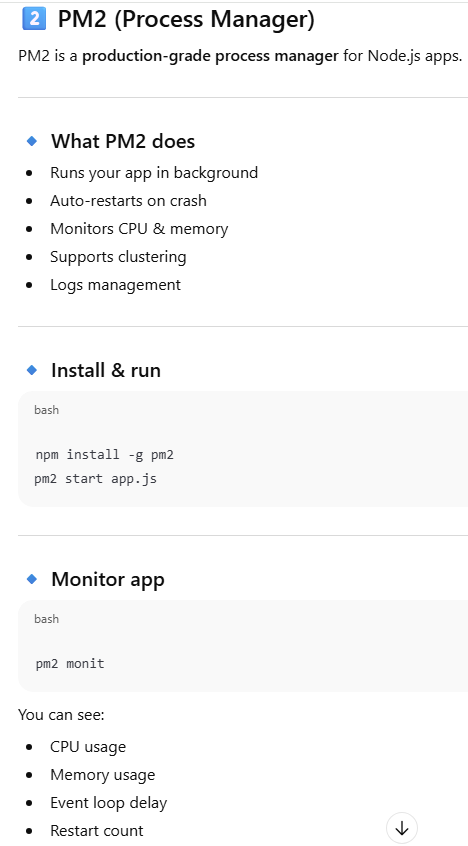 2 PM2 (Process Manager)
PM2 is a production-grade process manager for Node.js apps.
What PM2 does
Runs your app in background
Auto-restarts on crash
Monitors CPU & memory
Supports clustering
Logs management
Install & run
bash
npm install -g pm2
pm2 start app.js
Monitor app
bash
pm2 monit
You can see:
CPU usage
Memory usage
Event loop delay
Restart count